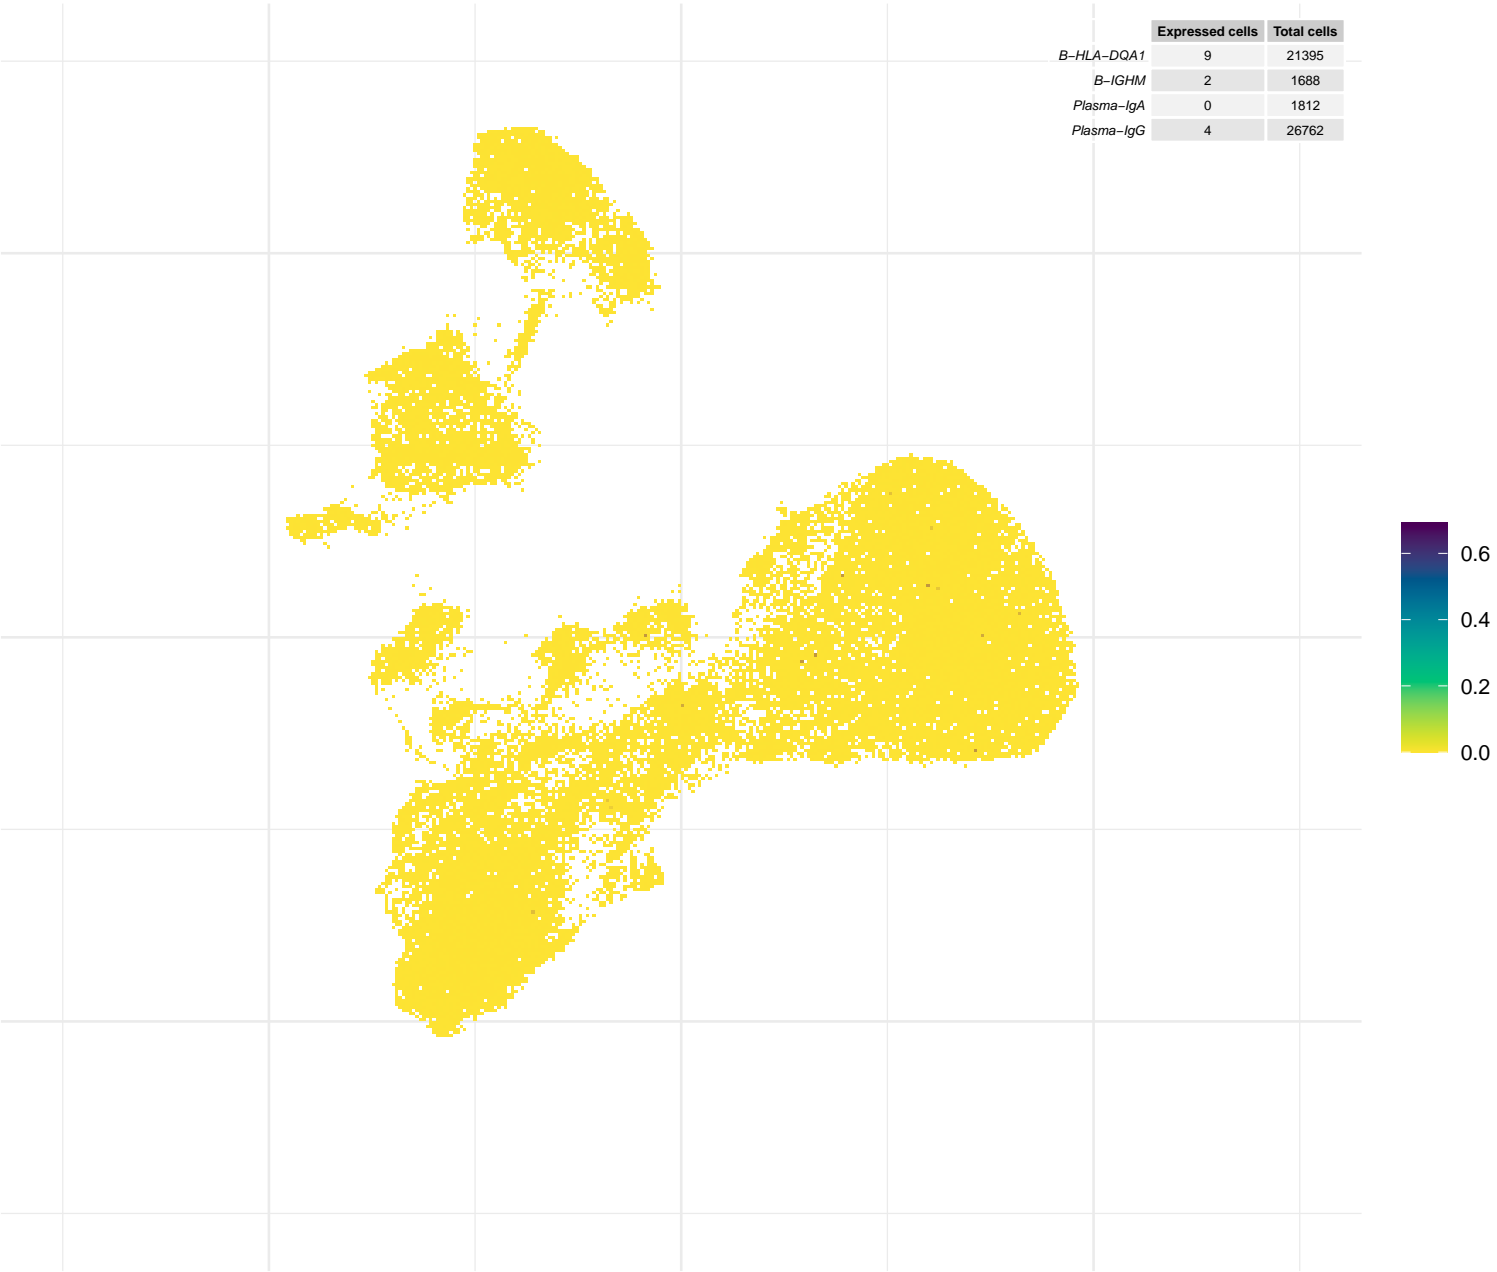 Expressed cells Total cells
B−HLA−DQA1 9 21395
B−IGHM 2 1688
Plasma−IgA 0 1812
Plasma−IgG 4 26762
0.6
0.4
0.2
0.0